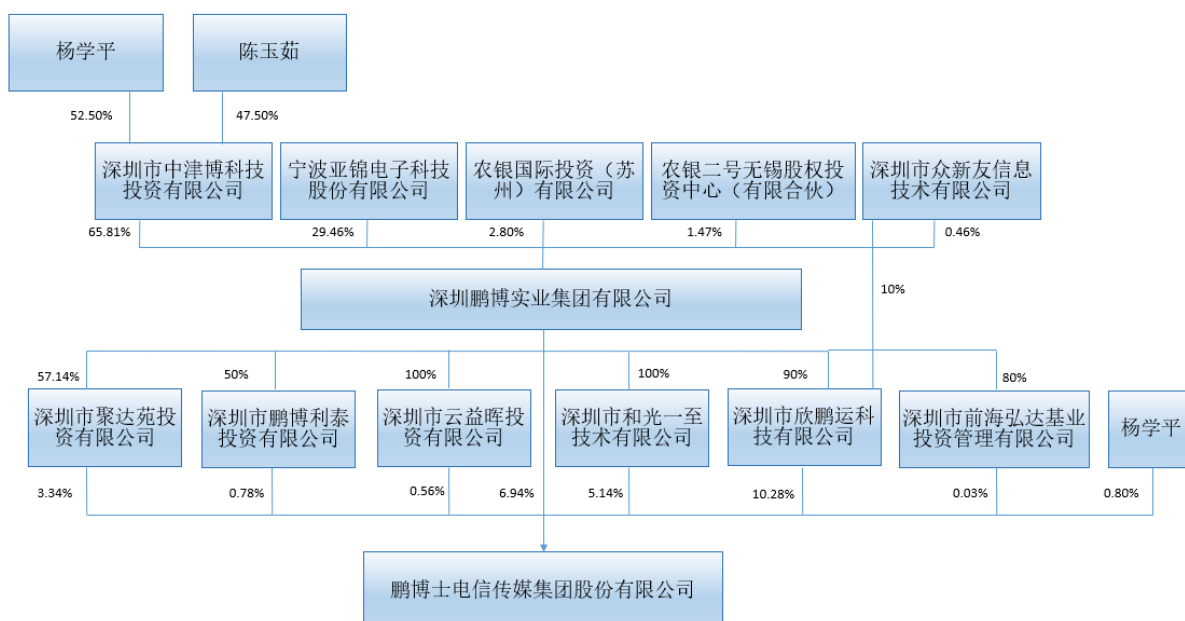 杨学平
陈玉茹
52.50%
47.50%
深圳市中津博科技
投资有限公司
宁波亚锦电子科技
股份有限公司
农银国际投资（苏
州）有限公司
农银二号无锡股权投
资中心（有限合伙）
深圳市众新友信息
技术有限公司
65.81%
29.46%
2.80%
1.47%
0.46%
深圳鹏博实业集团有限公司
10%
57.14%
50%
100%
100%
90%
80%
深圳市聚达苑投
资有限公司
深圳市鹏博利泰
投资有限公司
深圳市云益晖投
资有限公司
深圳市和光一至
技术有限公司
深圳市欣鹏运科
技有限公司
深圳市前海弘达基业
投资管理有限公司
杨学平
3.34%
0.78%
0.56%
6.94%
5.14%
10.28%
0.03%
0.80%
鹏博士电信传媒集团股份有限公司